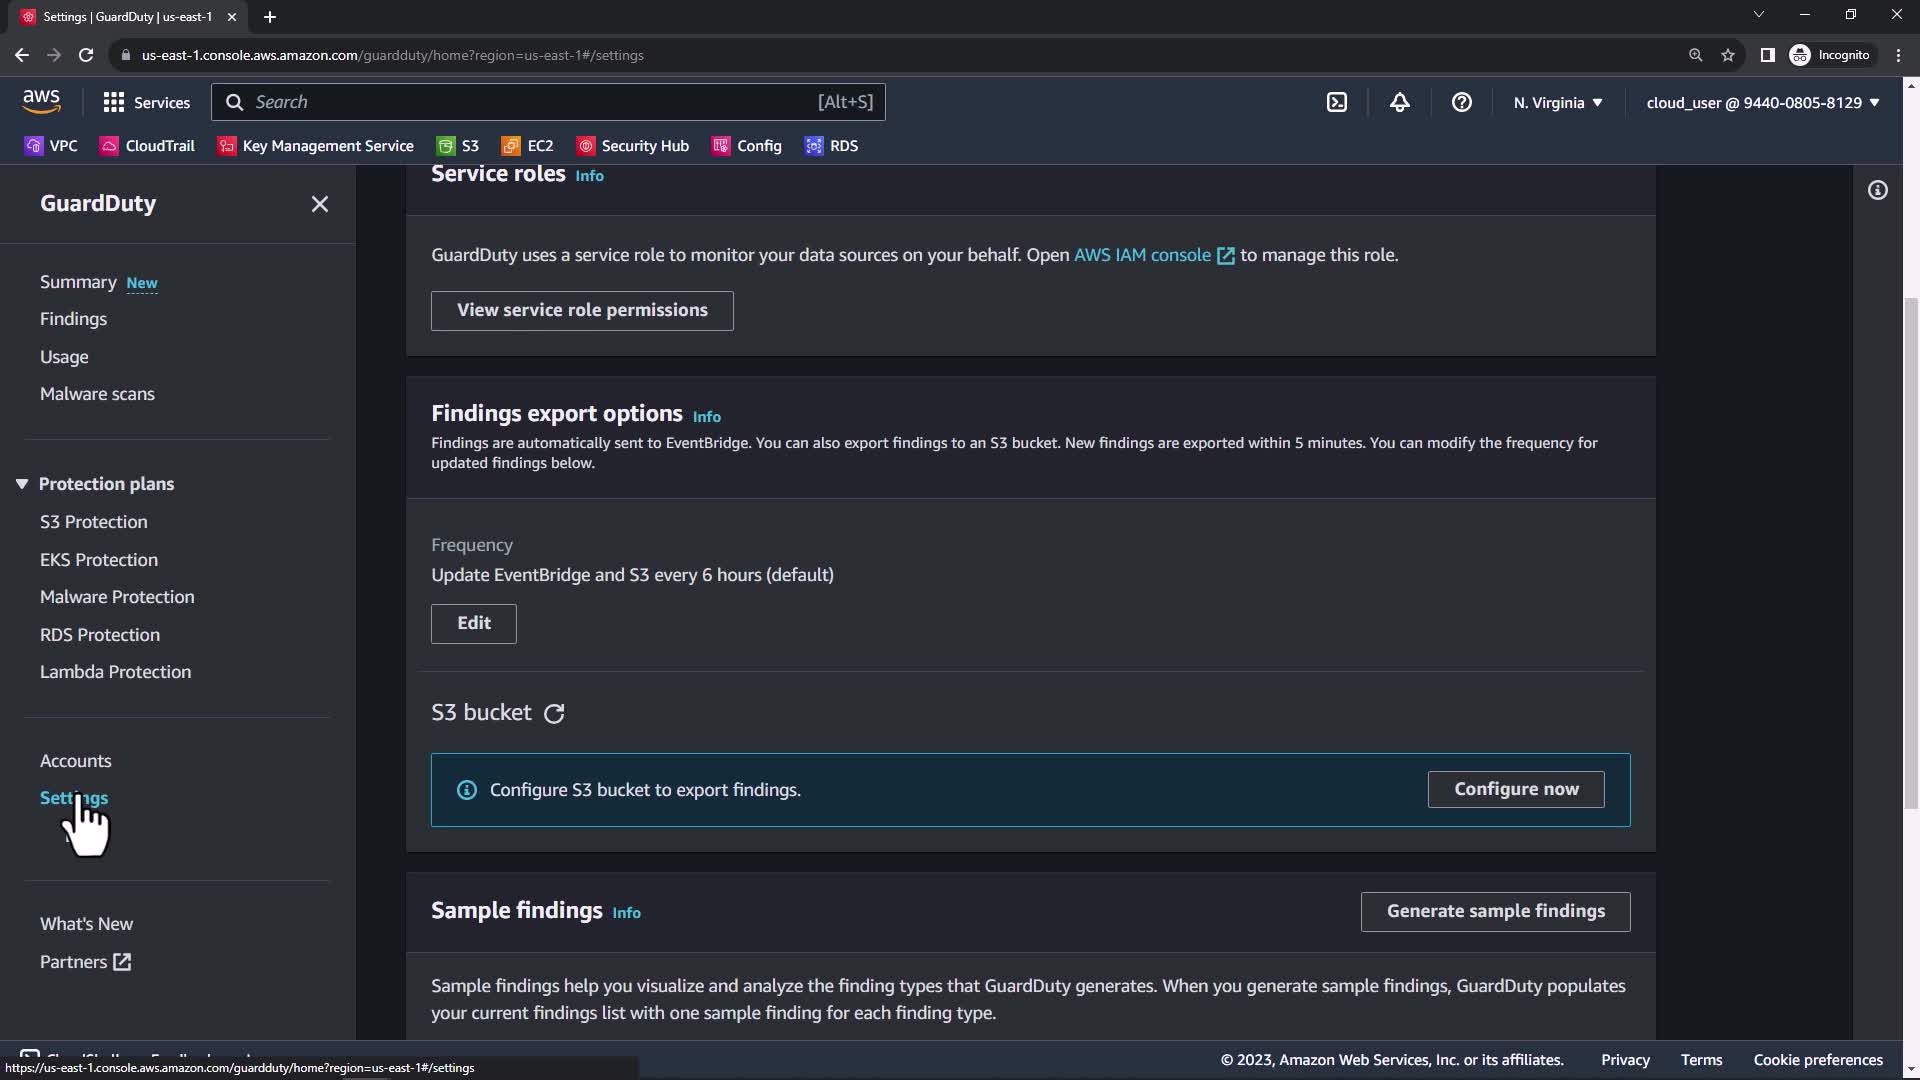 Settings | GuardDuty | us-east-1
us-east-1.console.aws.amazon.com/guardduty/home?region=us-east-1#/settings
Incognito
aws
Services
Search
[Alt+S]
N. Virginia
cloud_user @ 9440-0805-8129
VPC
CloudTrail
Key Management Service
S3
EC2
Security Hub
Config
RDS
GuardDuty
Summary New
Findings
Usage
Malware scans
Protection plans
S3 Protection
EKS Protection
Malware Protection
RDS Protection
Lambda Protection
Accounts
Settings
What's New
Partners
Service roles Info
GuardDuty uses a service role to monitor your data sources on your behalf. Open AWS IAM console to manage this role.
View service role permissions
Findings export options Info
Findings are automatically sent to EventBridge. You can also export findings to an S3 bucket. New findings are exported within 5 minutes. You can modify the frequency for
updated findings below.
Frequency
Update EventBridge and S3 every 6 hours (default)
Edit
S3 bucket
Configure S3 bucket to export findings.
Configure now
Sample findings Info
Generate sample findings
Sample findings help you visualize and analyze the finding types that GuardDuty generates. When you generate sample findings, GuardDuty populates
your current findings list with one sample finding for each finding type.
© 2023, Amazon Web Services, Inc. or its affiliates.
Privacy
Terms
Cookie preferences
https://us-east-1.console.aws.amazon.com/guardduty/home?region=us-east-1#/settings